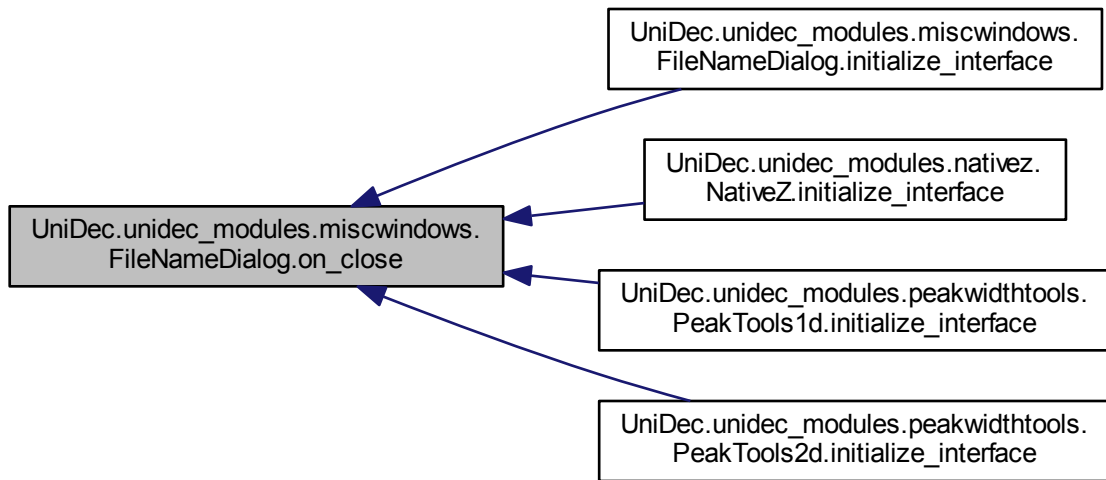 UniDec.unidec_modules.miscwindows.
FileNameDialog.initialize_interface
UniDec.unidec_modules.nativez.
NativeZ.initialize_interface
UniDec.unidec_modules.miscwindows.
FileNameDialog.on_close
UniDec.unidec_modules.peakwidthtools.
PeakTools1d.initialize_interface
UniDec.unidec_modules.peakwidthtools.
PeakTools2d.initialize_interface